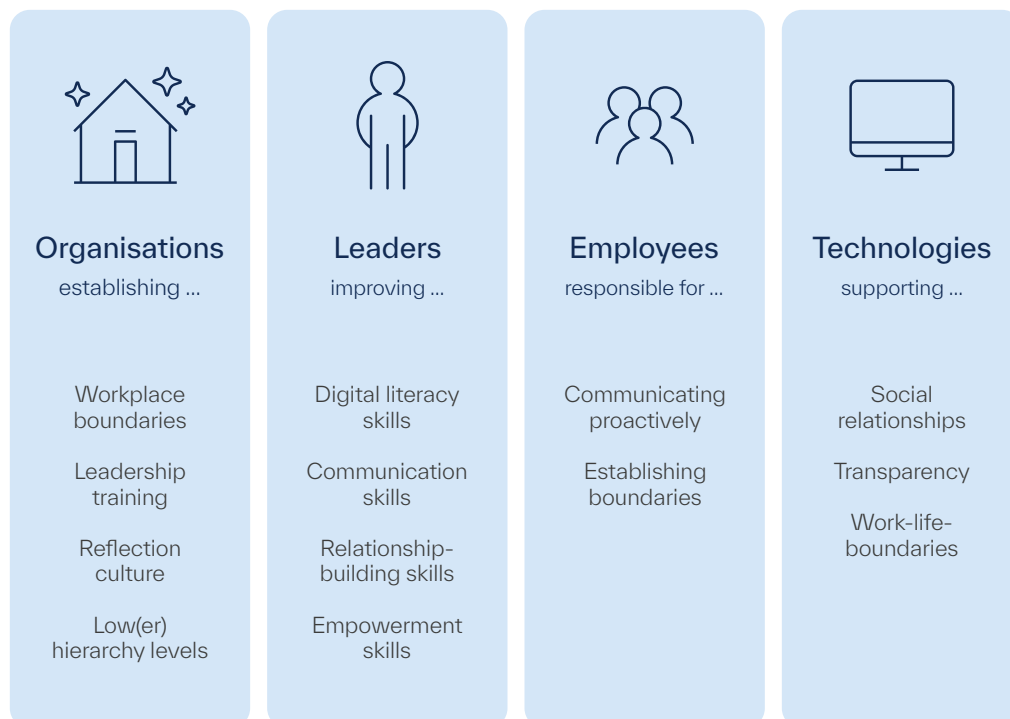 Organisations
establishing ...
Workplace
boundaries
Leadership
training
Reflection
culture
Low(er)
hierarchy levels
Leaders
improving ...
Digital literacy
skills
Communication
skills
Relationship-
building skills
Empowerment
skills
Employees
responsible for ...
Communicating
proactively
Establishing
boundaries
Technologies
supporting ...
Social
relationships
Transparency
Work-life-
boundaries